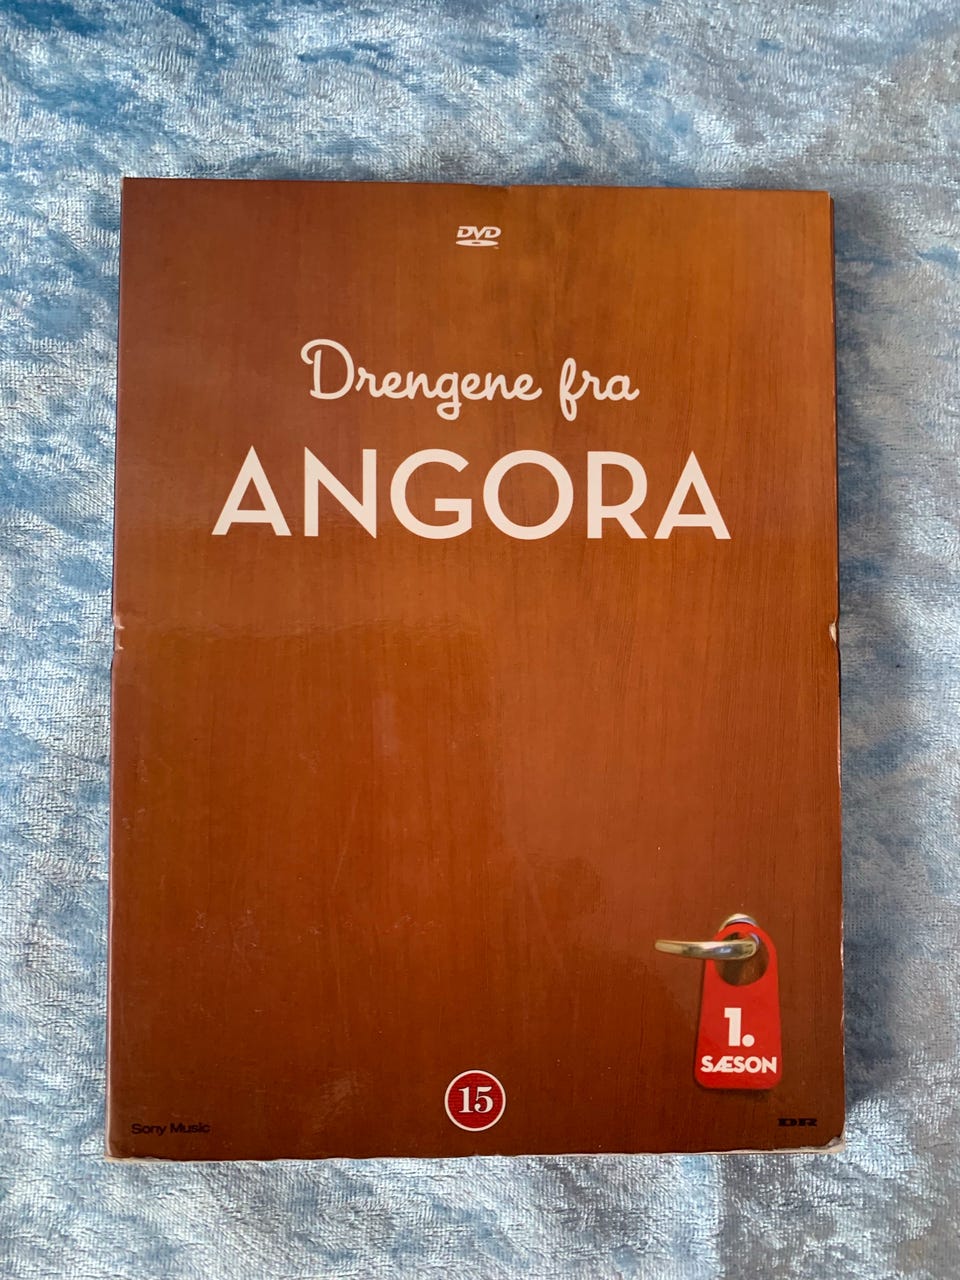 DVD
Drengene fra
ANGORA
1.
SÆSON
15
Sony Music
DR